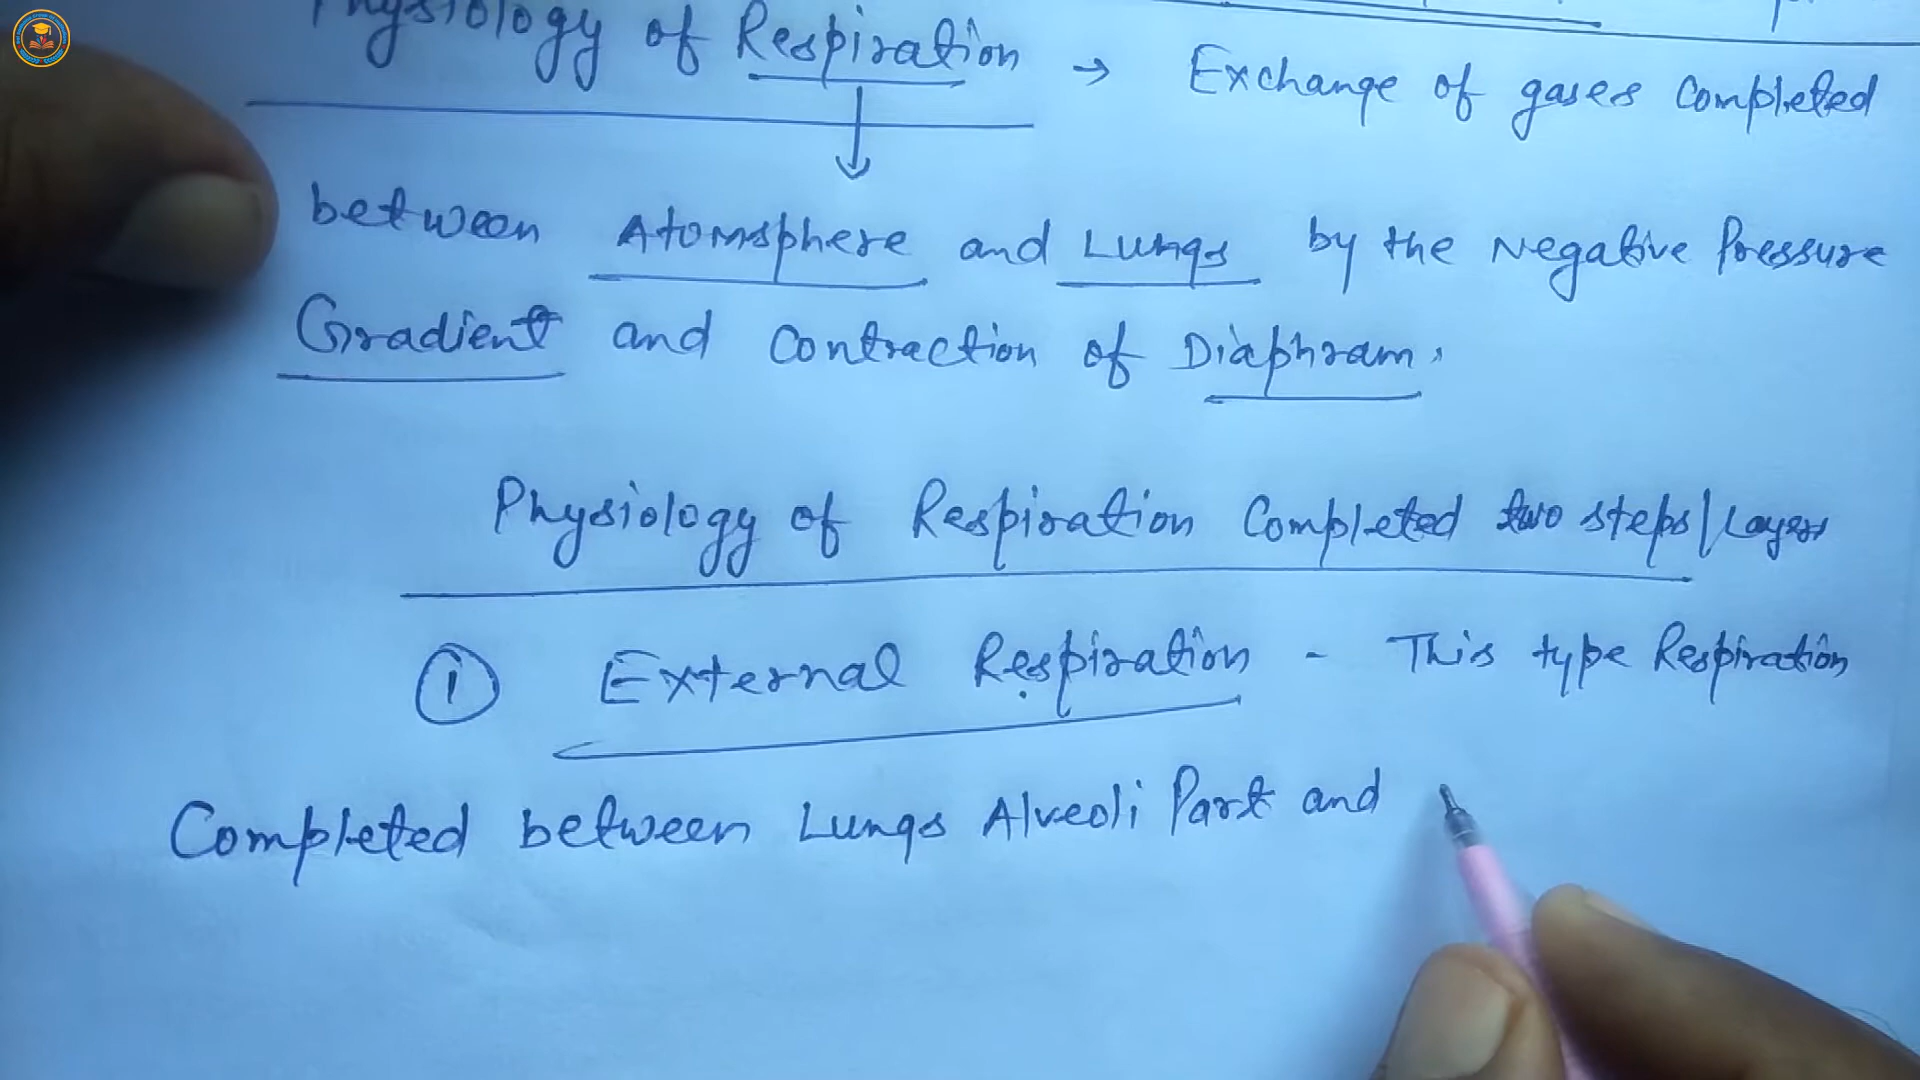 Physiology of Respiration → Exchange of gases completed
between Atomsphere and Lungs by the Negative Pressure
Gradient and contraction of Diaphram.
Physiology of Respiration Completed two steps/Layers
① External Respiration - This type Respiration
Completed between Lungs Alveoli Part and